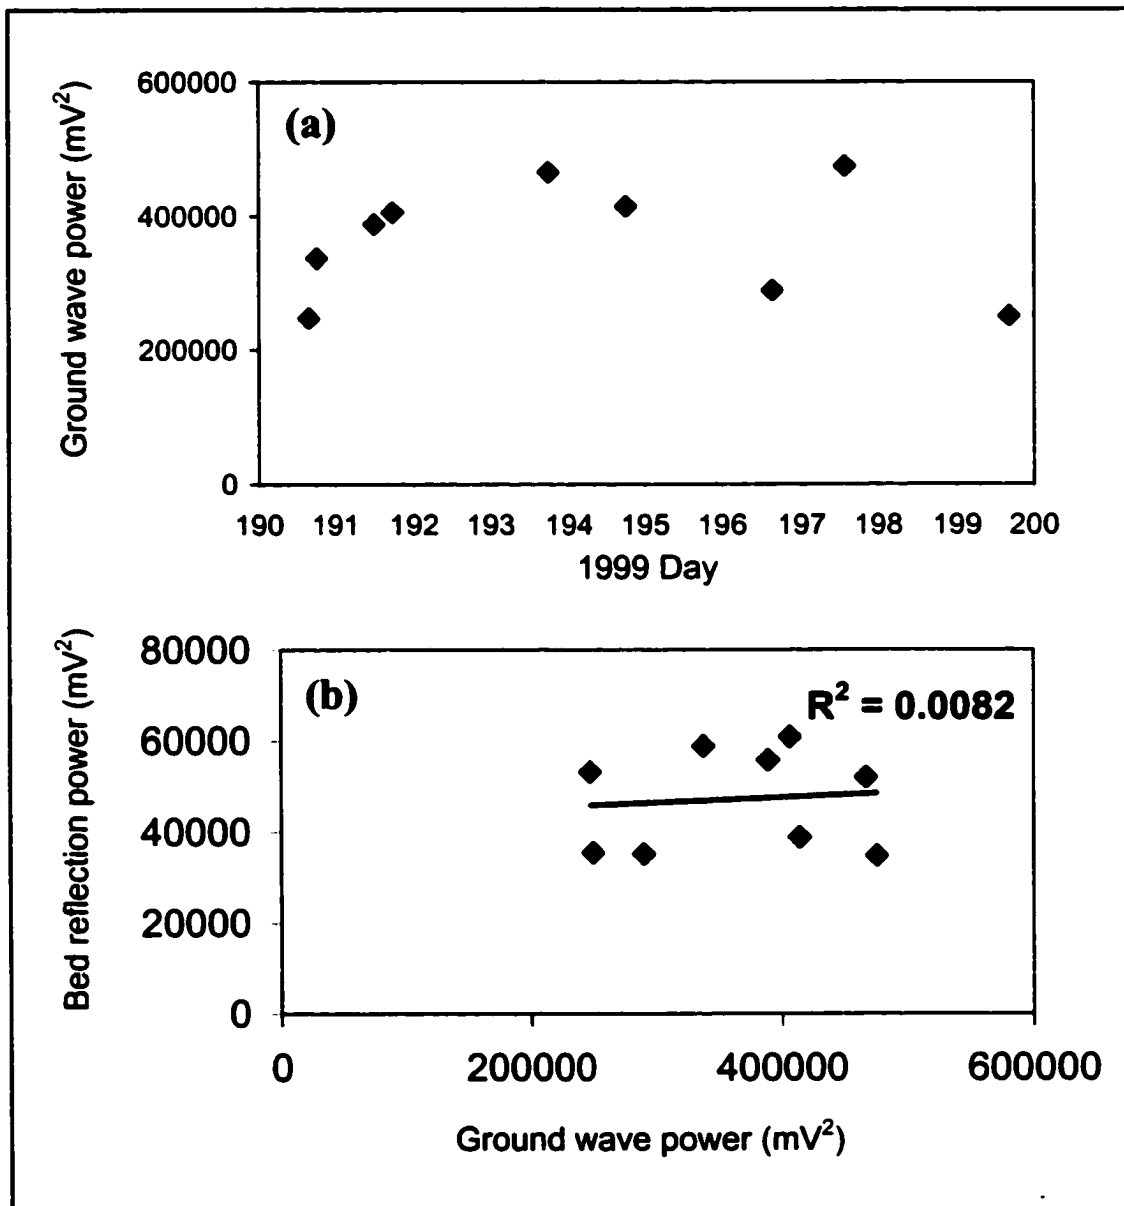 600000
(a)
400000
200000
0
Ground wave power (mV²)
190 191 192 193 194 195 196 197 198 199 200
1999 Day
80000
(b)
R² = 0.0082
60000
40000
20000
0
Bed reflection power (mV²)
0 200000 400000 600000
Ground wave power (mV²)